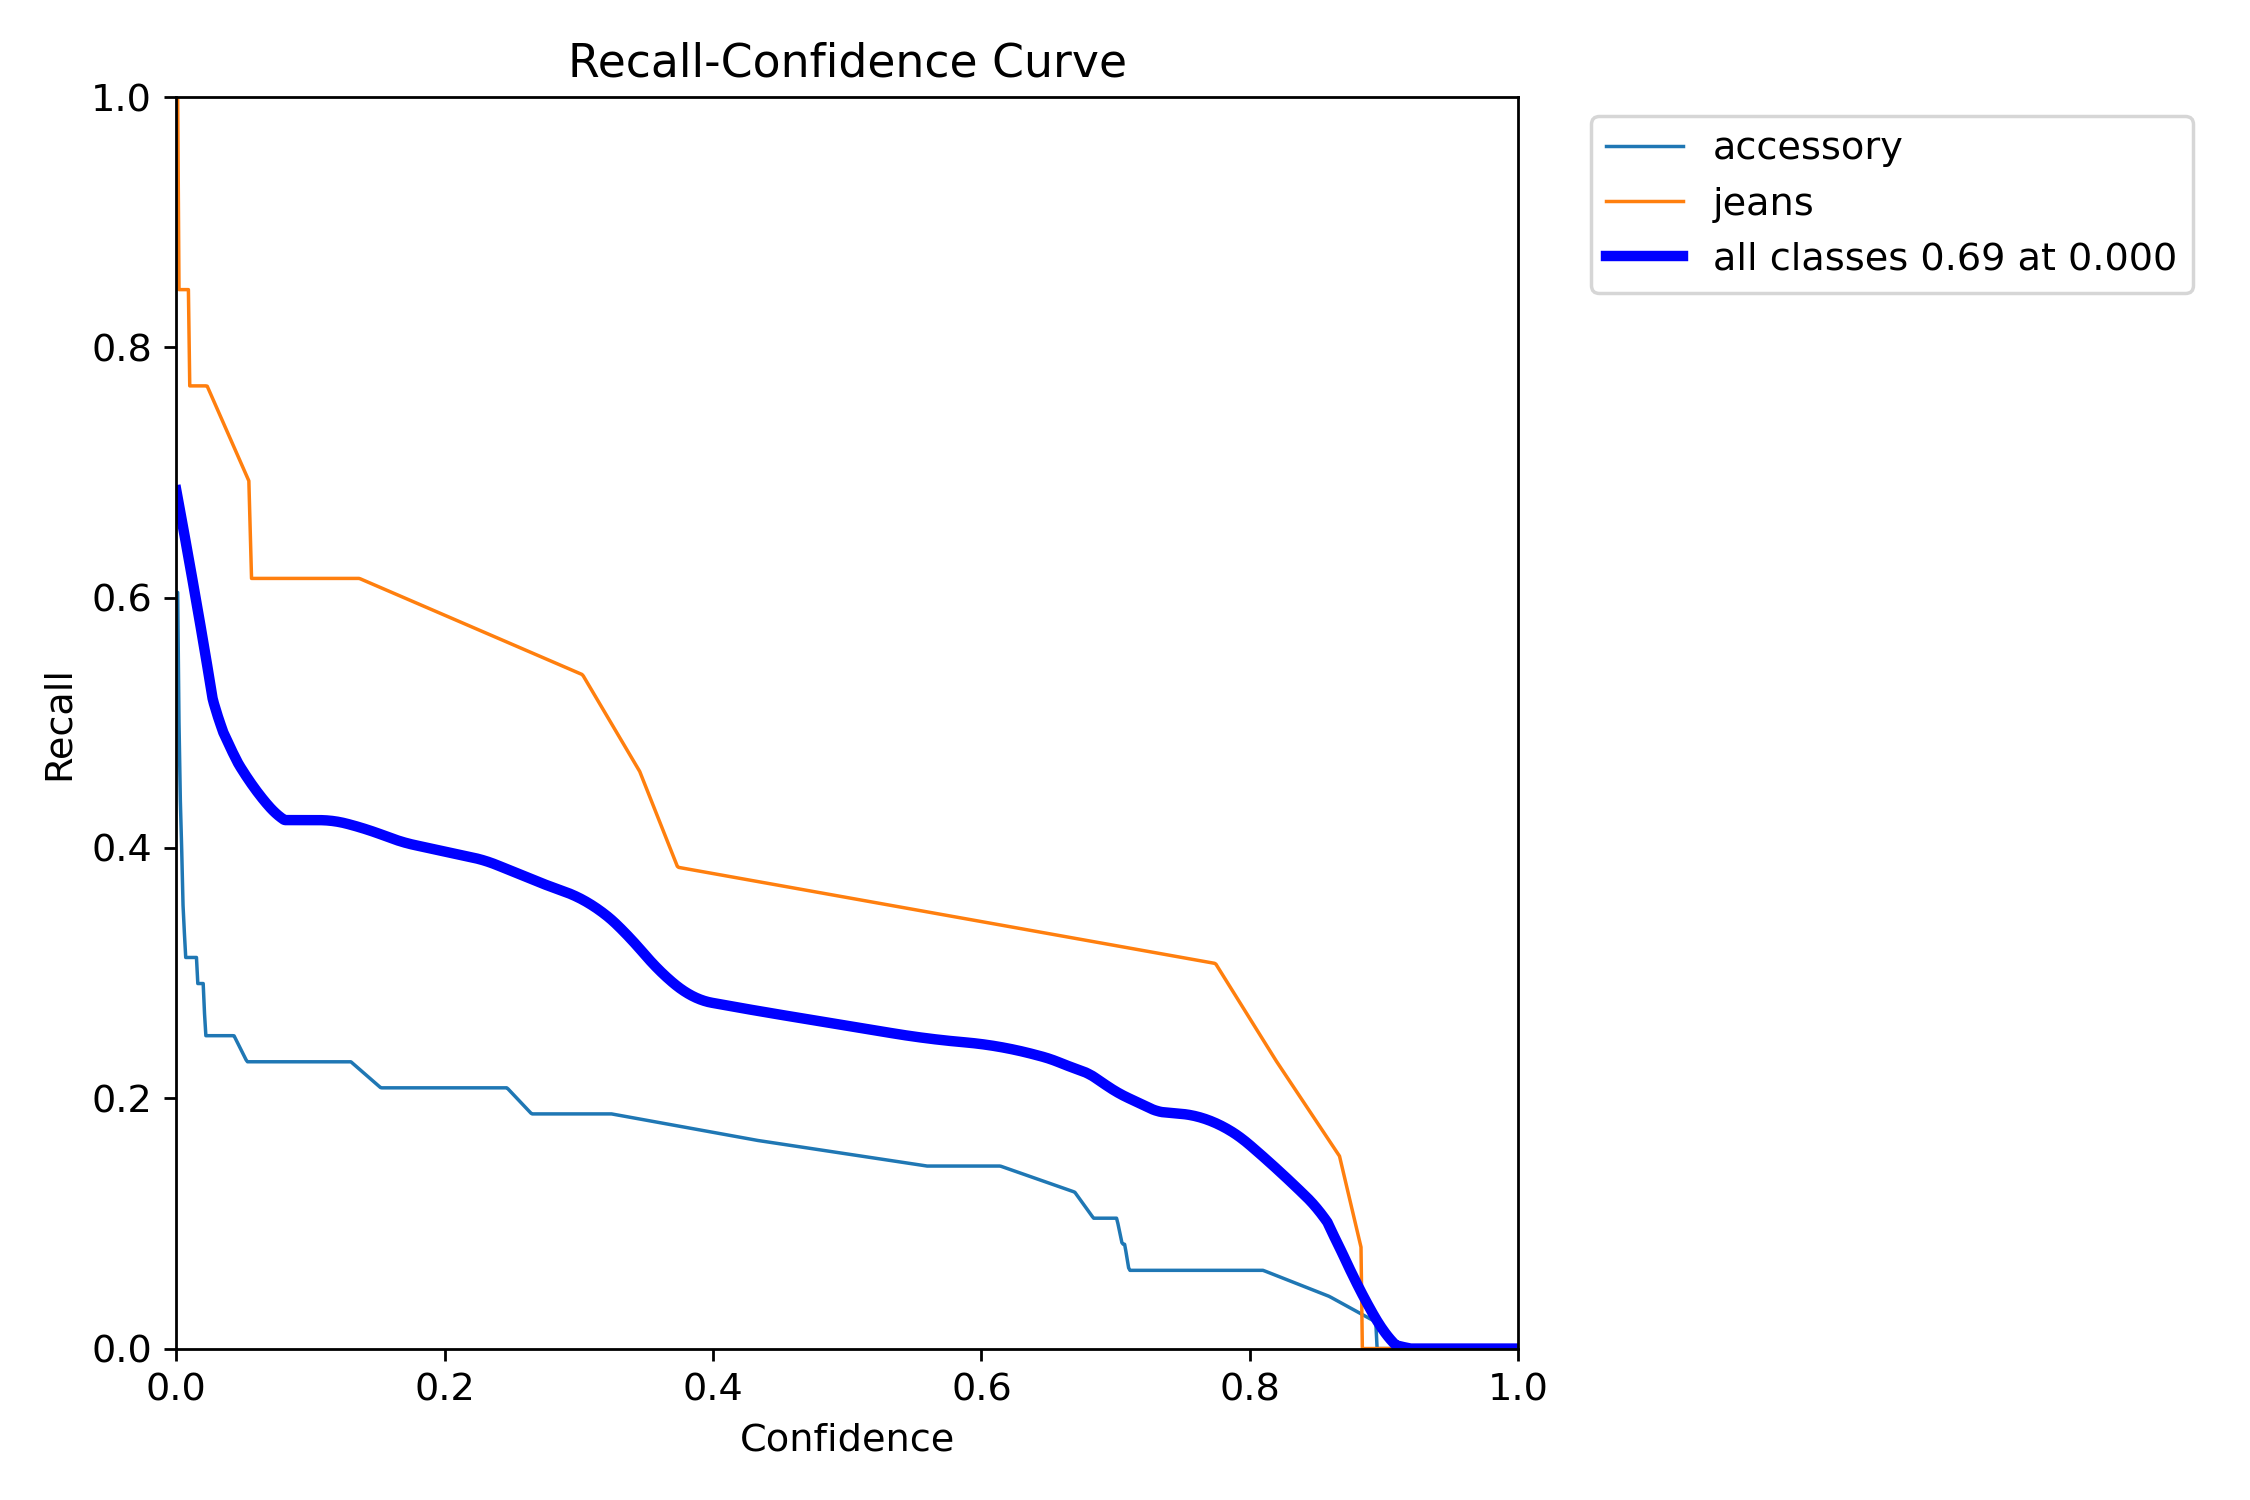 Recall-Confidence Curve
1.0
0.8
0.6
0.4
0.2
0.0
Recall
0.0 0.2 0.4 0.6 0.8 1.0
Confidence
accessory
jeans
all classes 0.69 at 0.000